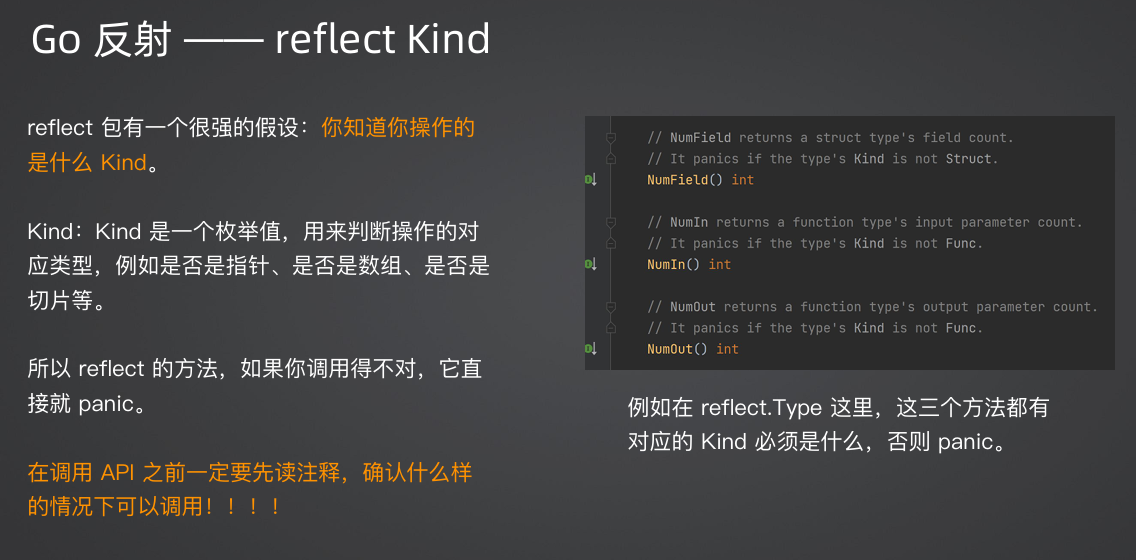 Go 反射 —— reflect Kind
reflect 包有一个很强的假设：你知道你操作的
是什么 Kind。
Kind：Kind 是一个枚举值，用来判断操作的对
应类型，例如是否是指针、是否是数组、是否是
切片等。
所以 reflect 的方法，如果你调用得不对，它直
接就 panic。
在调用 API 之前一定要先读注释，确认什么样
的情况下可以调用！！！！
// NumField returns a struct type's field count.
// It panics if the type's Kind is not Struct.
NumField() int
// NumIn returns a function type's input parameter count.
// It panics if the type's Kind is not Func.
NumIn() int
// NumOut returns a function type's output parameter count.
// It panics if the type's Kind is not Func.
NumOut() int
例如在 reflect.Type 这里，这三个方法都有
对应的 Kind 必须是什么，否则 panic。